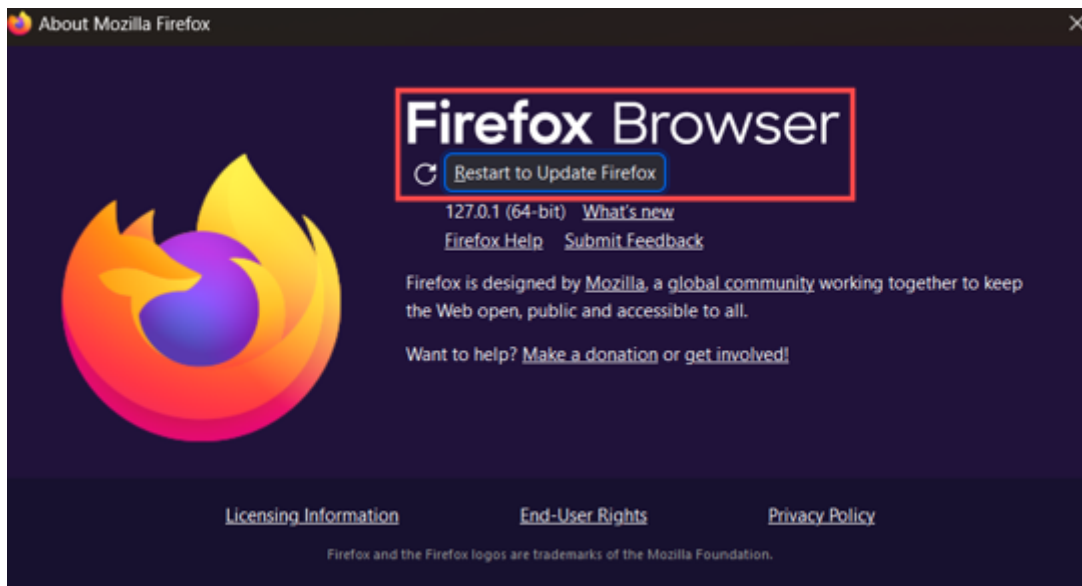 About Mozilla Firefox
Firefox Browser
Restart to Update Firefox
127.0.1 (64-bit) What's new
Firefox Help Submit Feedback
Firefox is designed by Mozilla, a global community working together to keep
the Web open, public and accessible to all.
Want to help? Make a donation or get involved!
Licensing Information End-User Rights Privacy Policy
Firefox and the Firefox logos are trademarks of the Mozilla Foundation.